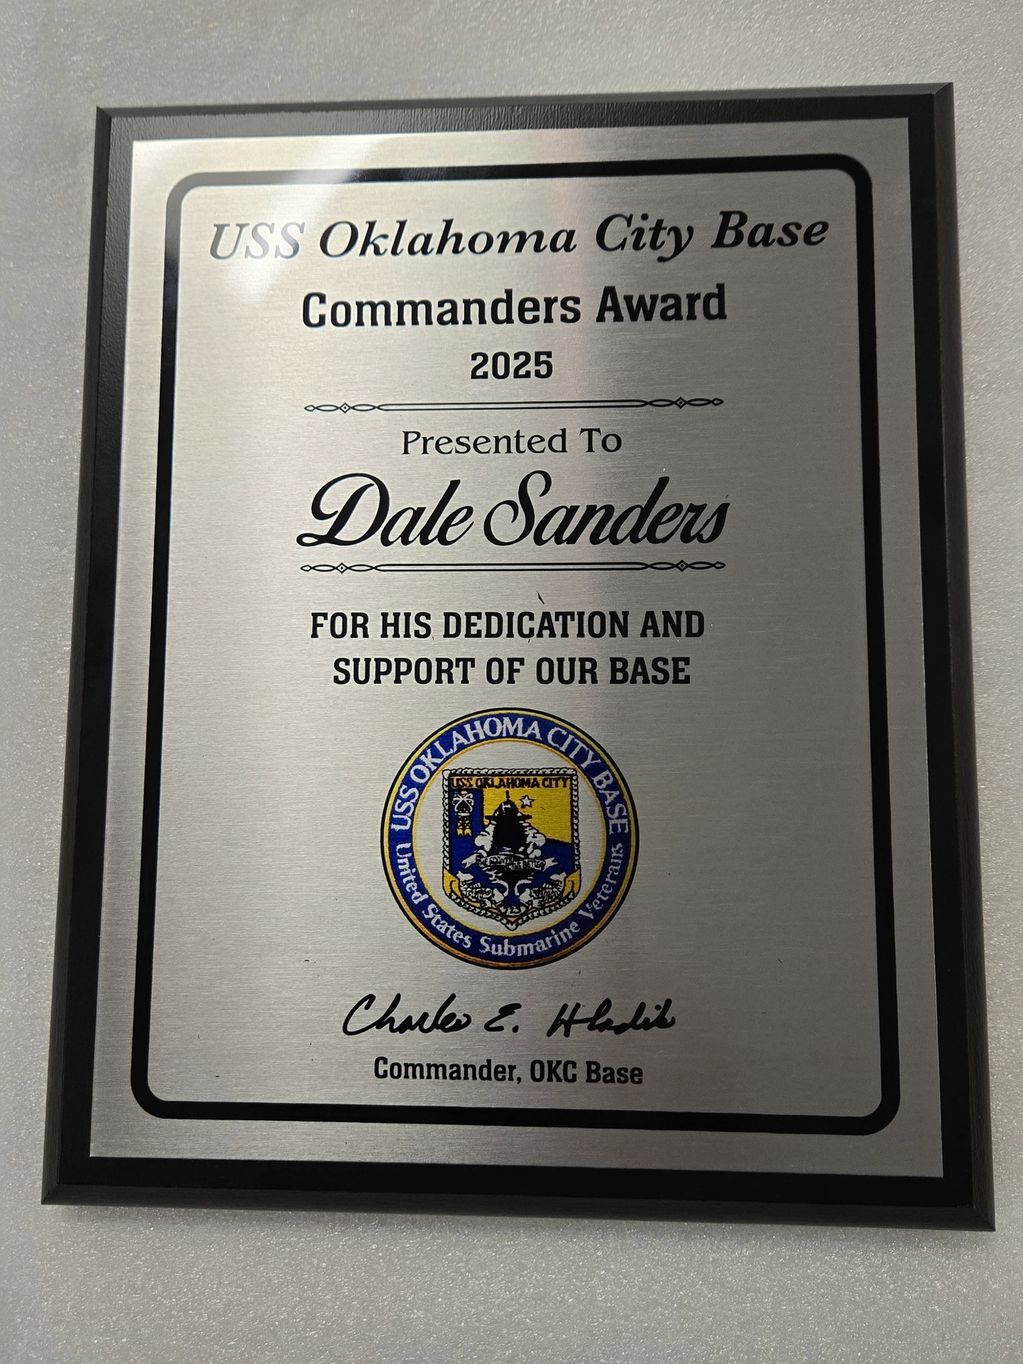 USS Oklahoma City Base
Commanders Award
2025
Presented To
Dale Sanders
FOR HIS DEDICATION AND
SUPPORT OF OUR BASE
USS OKLAHOMA CITY BASE
USS OKLAHOMA CITY
United States Submarine Veterans
Charles E. Hladik
Commander, OKC Base